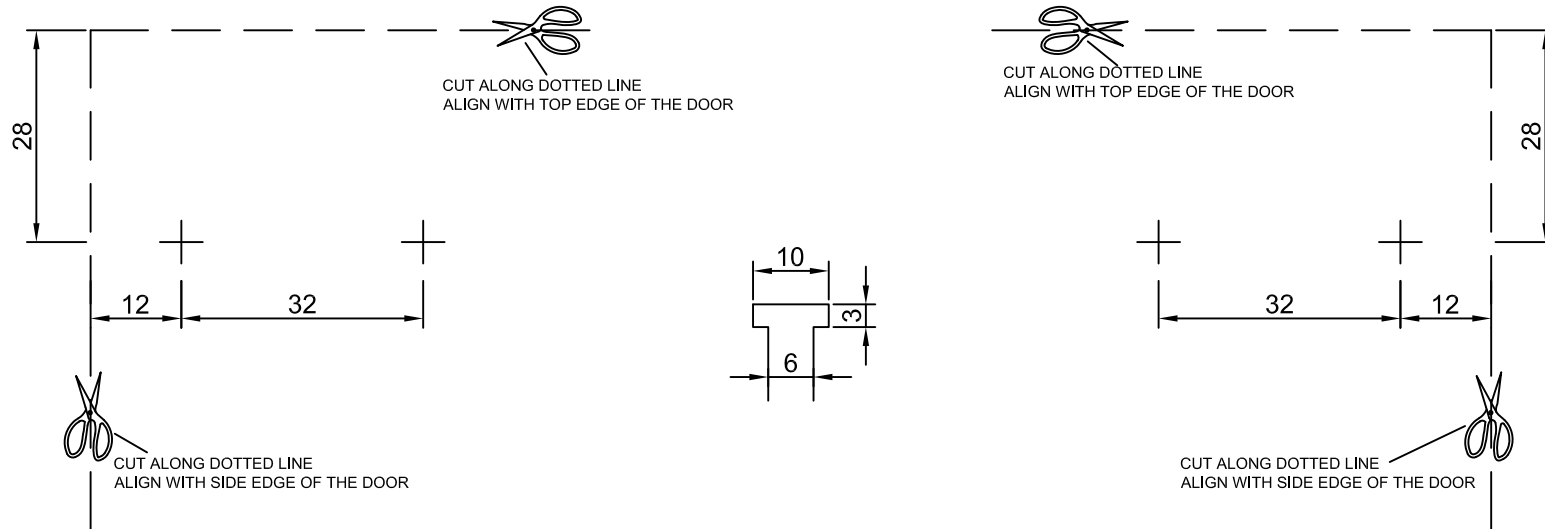 CUT ALONG DOTTED LINE
ALIGN WITH TOP EDGE OF THE DOOR
CUT ALONG DOTTED LINE
ALIGN WITH TOP EDGE OF THE DOOR
28
28
10
12
32
3
32
12
6
CUT ALONG DOTTED LINE
ALIGN WITH SIDE EDGE OF THE DOOR
CUT ALONG DOTTED LINE
ALIGN WITH SIDE EDGE OF THE DOOR